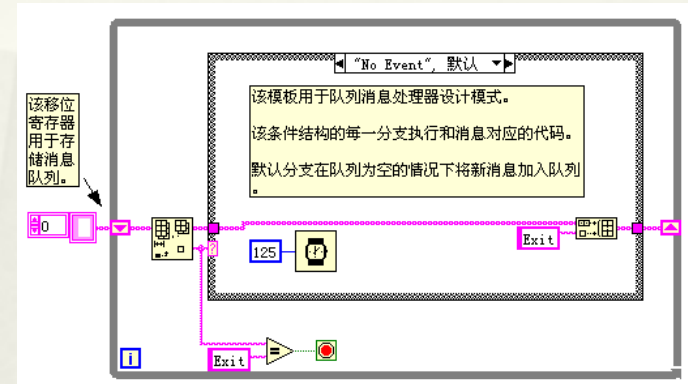 "No Event", 默认
该模板用于队列消息处理器设计模式。
该条件结构的每一分支执行和消息对应的代码。
默认分支在队列为空的情况下将新消息加入队列
。
该移位
寄存器
用于存
储消息
队列。
0
?
125
Exit
Exit
=
i